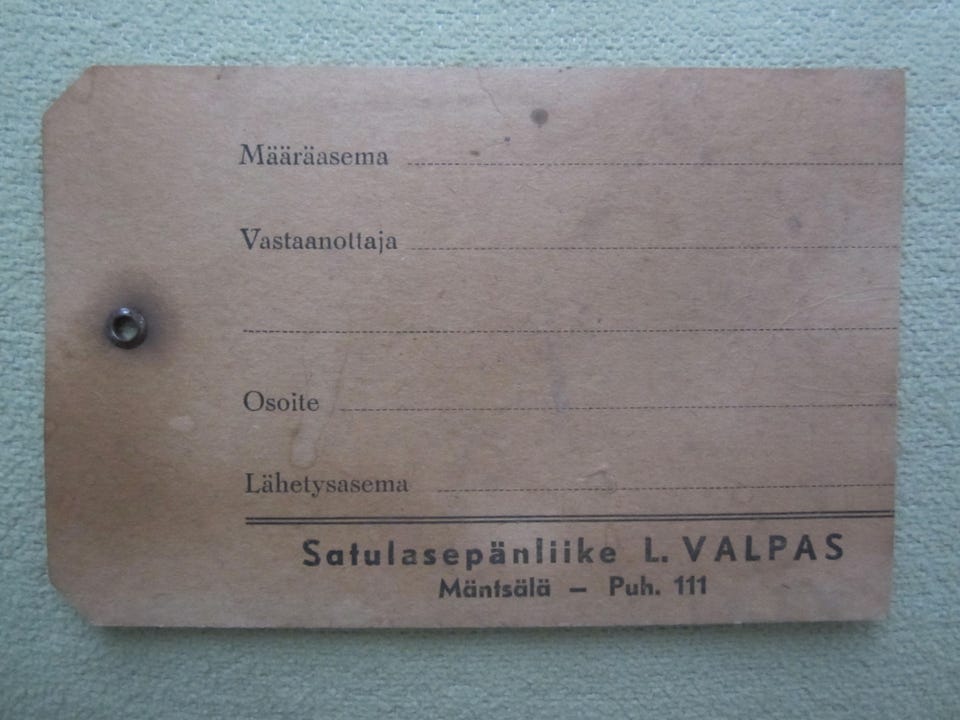 Määräasema
Vastaanottaja
Osoite
Lähetysasema
Satulasepänliike L. VALPAS
Mäntsälä — Puh. 111